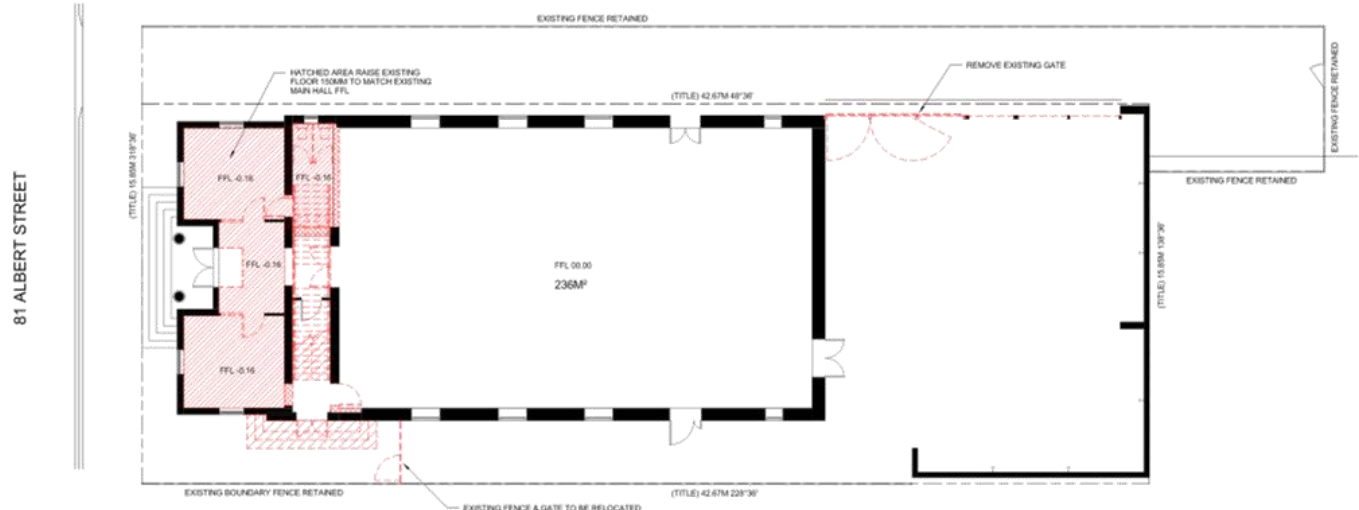 EXISTING FENCE RETAINED
HATCHED AREA RAISE EXISTING
FLOOR 150MM TO MATCH EXISTING
MAIN HALL FFL
REMOVE EXISTING GATE
EXISTING FENCE RETAINED
(TITLE) 42.67M 48°36'
(TITLE) 15.85M 318°36'
FFL -0.16
FFL -0.16
EXISTING FENCE RETAINED
81 ALBERT STREET
FFL -0.16
FFL 00.00
236M²
(TITLE) 15.85M 138°36'
FFL -0.16
EXISTING BOUNDARY FENCE RETAINED
(TITLE) 42.67M 228°36'
EXISTING FENCE & GATE TO BE RELOCATED